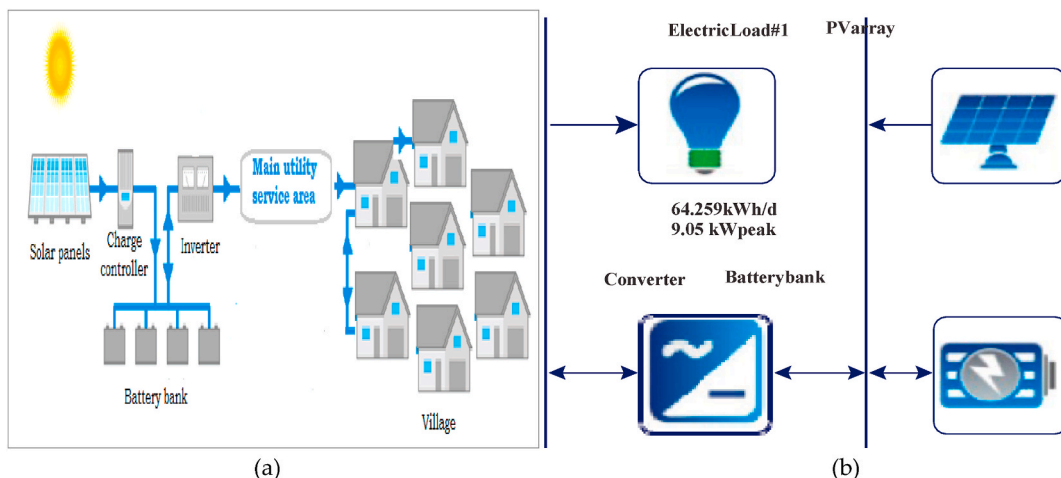 Solar panels
Charge
controller
Inverter
Main utility
service area
Battery bank
Village
(a)
ElectricLoad#1
PVarray
64.259kWh/d
9.05 kWpeak
Converter
Batterybank
(b)